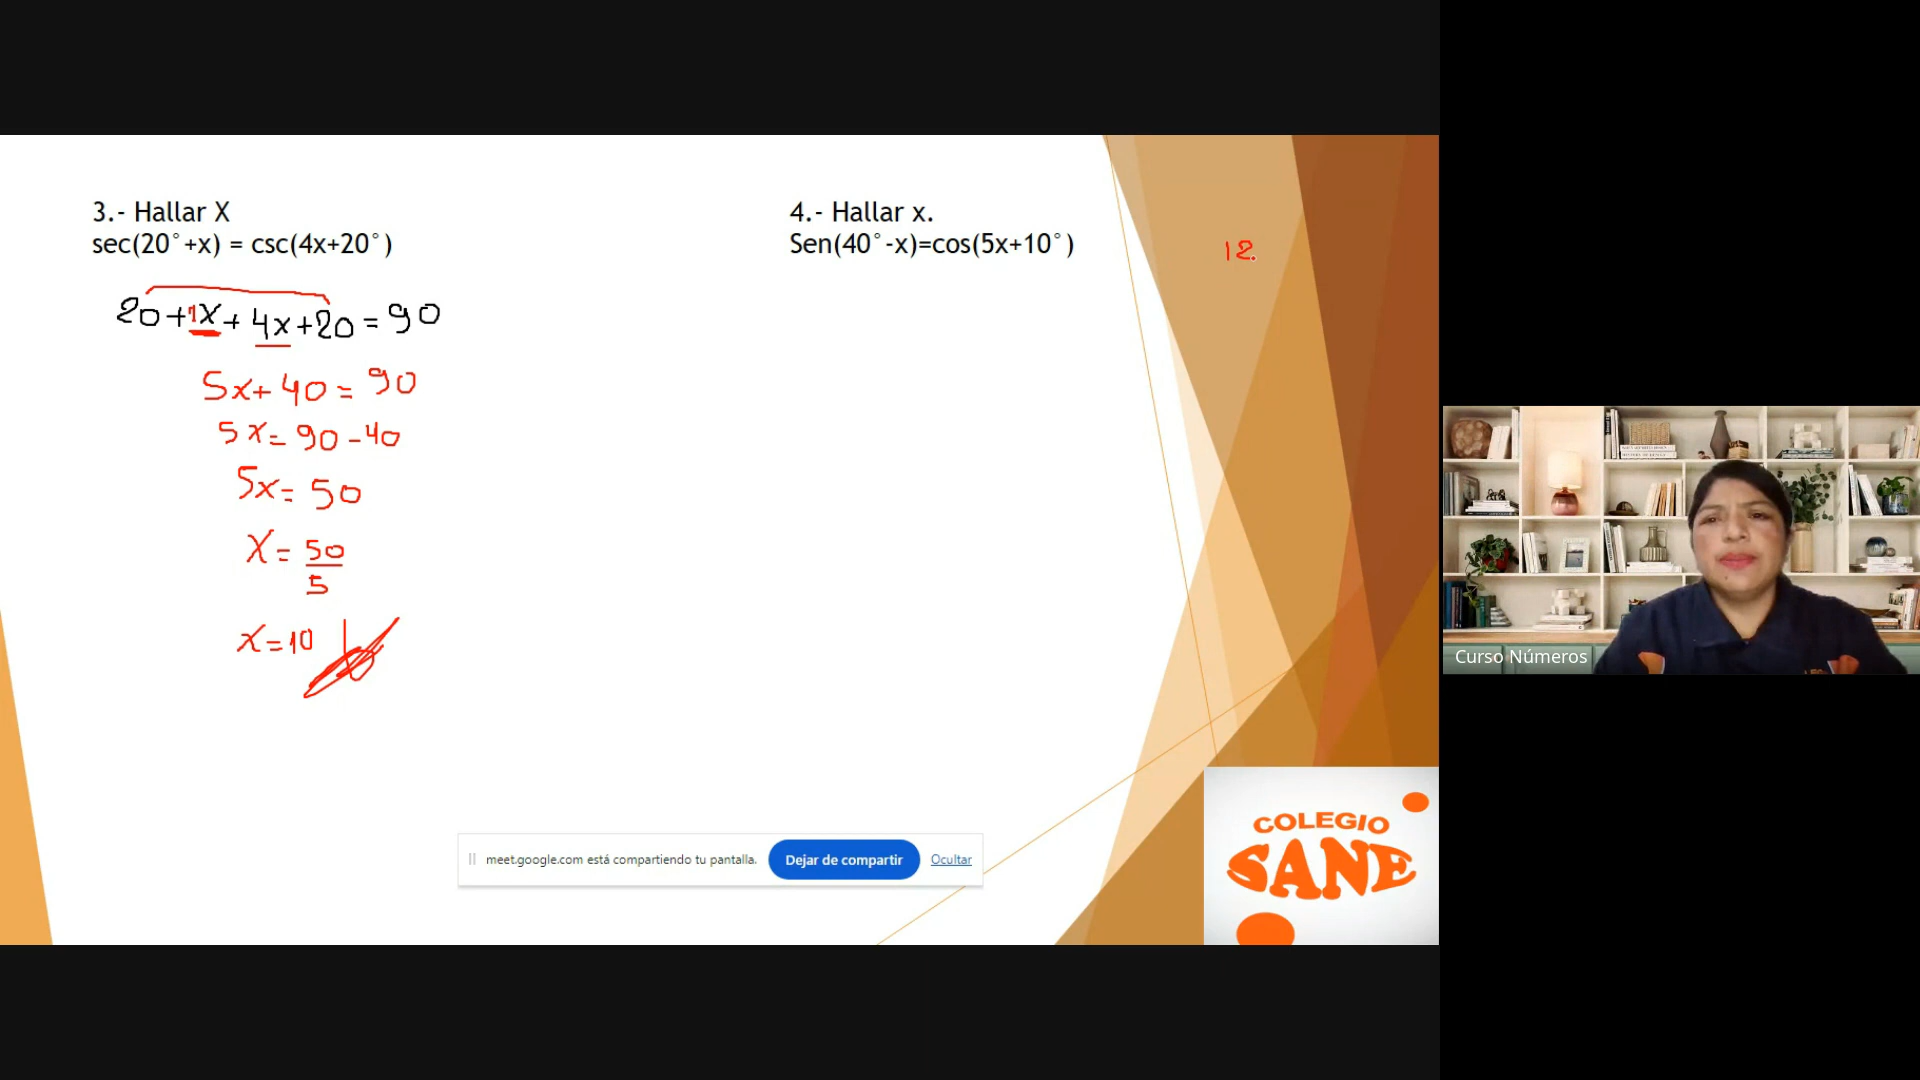 3.- Hallar X
sec(20°+x) = csc(4x+20°)
20+1x+4x+20=90
5x+40=90
5x=90-40
5x=50
x=50/5
x=10
4.- Hallar x.
Sen(40°-x)=cos(5x+10°)
12
meet.google.com está compartiendo tu pantalla.
Dejar de compartir
Ocultar
COLEGIO
SANE
Curso Números